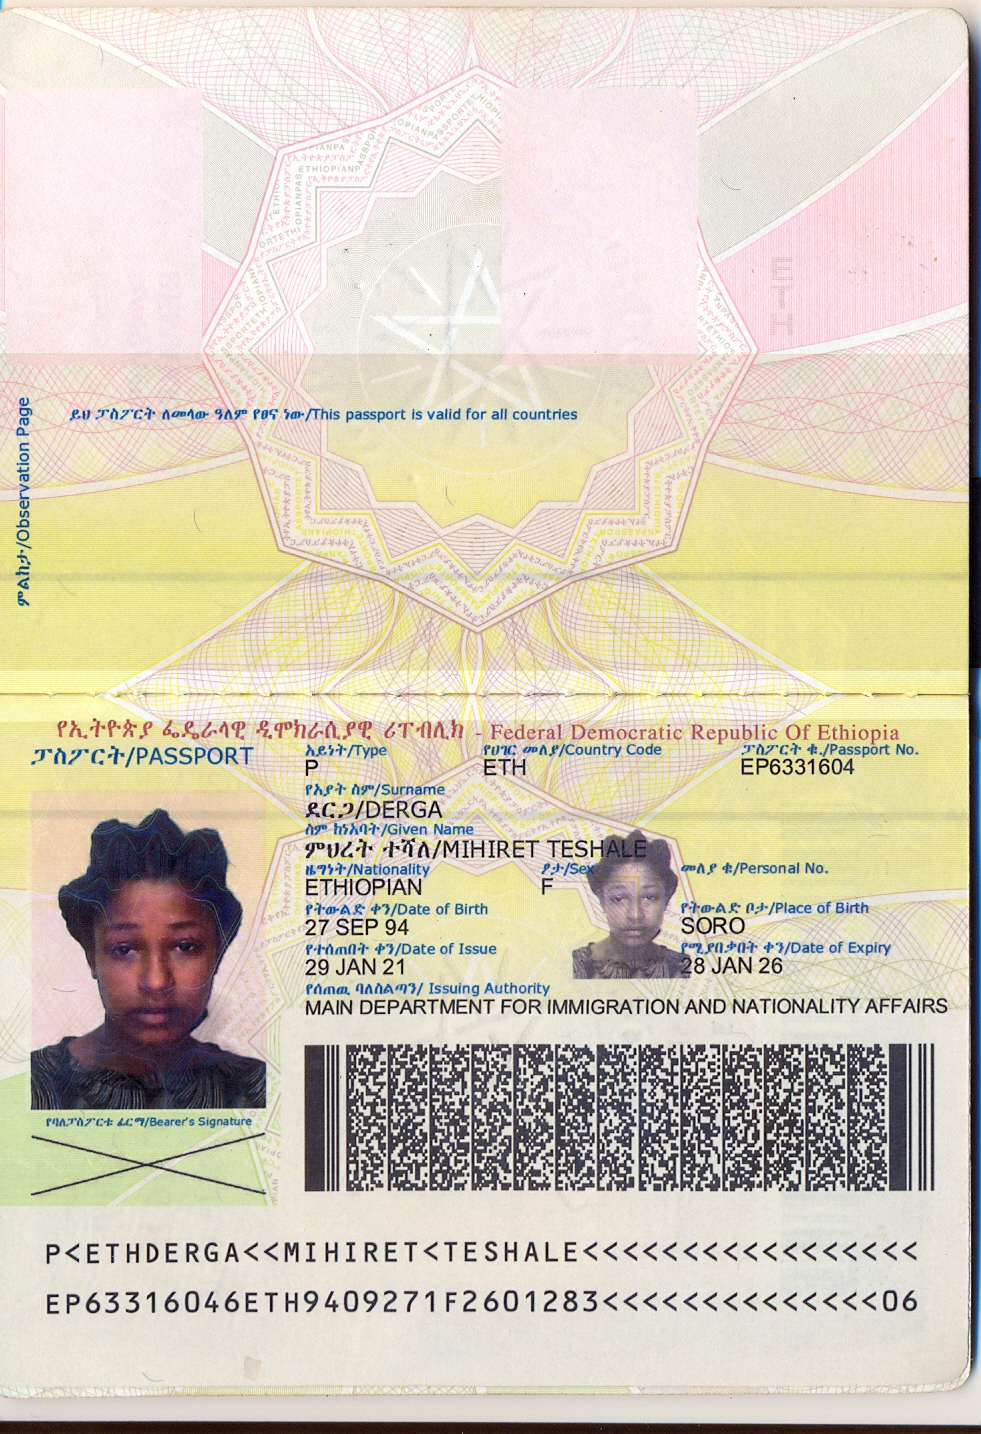 ይህ ፓስፖርት ለመላው ዓለም የፀና ነው/This passport is valid for all countries
ምልከታ/Observation Page
የኢትዮጵያ ፌዴራላዊ ዲሞክራሲያዊ ሪፐብሊክ - Federal Democratic Republic Of Ethiopia
ፓስፖርት/PASSPORT
አይነት/Type
የሀገር መለያ/Country Code
ፓስፖርት ቁ./Passport No.
P
ETH
EP6331604
የአያት ስም/Surname
ደርጋ/DERGA
ስም ከነአባት/Given Name
ምህረት ተሻለ/MIHIRET TESHALE
ዜግነት/Nationality
ፆታ/Sex
መለያ ቁ/Personal No.
ETHIOPIAN
F
የትውልድ ቀን/Date of Birth
የትውልድ ቦታ/Place of Birth
27 SEP 94
SORO
የተሰጠበት ቀን/Date of Issue
የሚያበቃበት ቀን/Date of Expiry
29 JAN 21
28 JAN 26
የሰጠዉ ባለስልጣን/ Issuing Authority
MAIN DEPARTMENT FOR IMMIGRATION AND NATIONALITY AFFAIRS
የባለፓስፖርቱ ፊርማ/Bearer's Signature
P<ETHDERGA<<MIHIRET<TESHALE<<<<<<<<<<<<<<<<<
EP63316046ETH9409271F2601283<<<<<<<<<<<<<<06